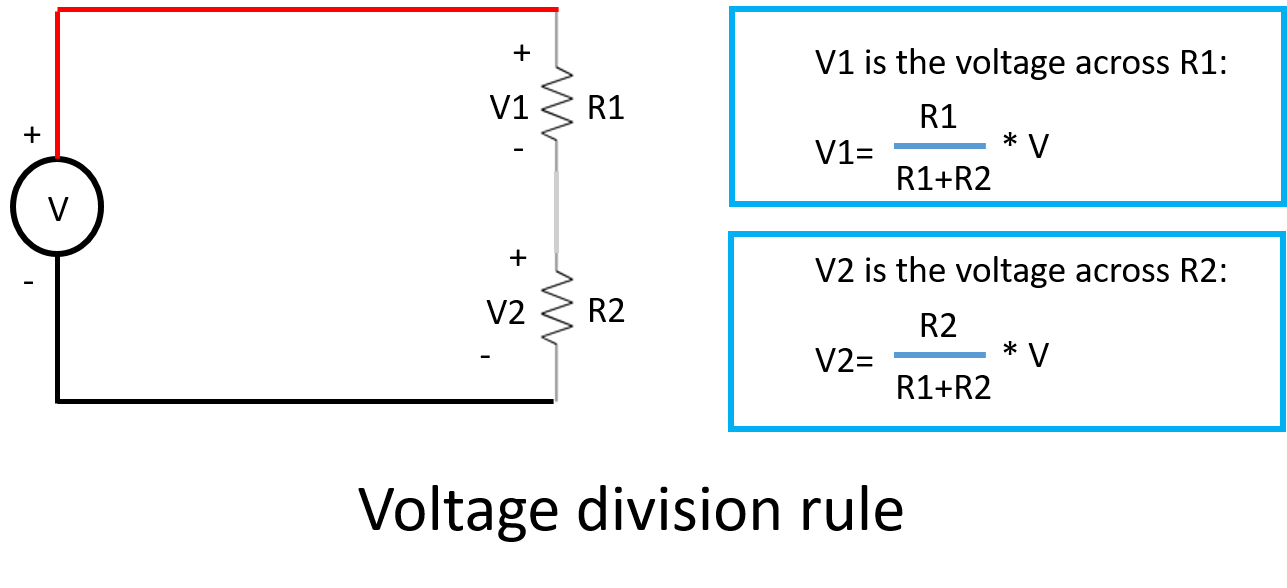 +
V
-
+
V1
R1
-
+
V2
R2
-
V1 is the voltage across R1:
V1= R1
R1+R2
* V
V2 is the voltage across R2:
V2= R2
R1+R2
* V
Voltage division rule